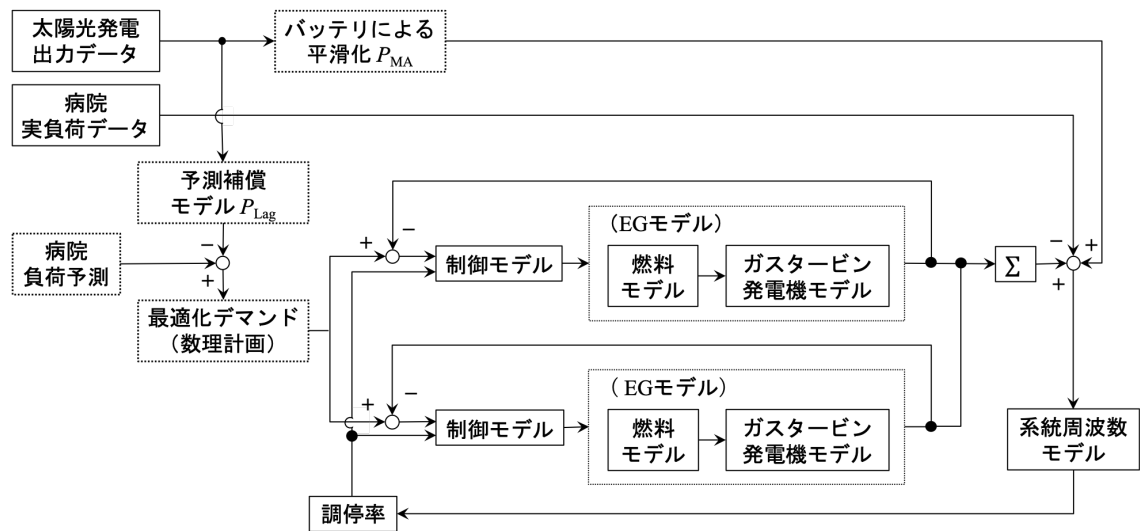 太陽光発電
出力データ
バッテリによる
平滑化 P_MA
病院
実負荷データ
予測補償
モデル P_Lag
病院
負荷予測
−
+
最適化デマンド
（数理計画）
+
−
制御モデル
（EGモデル）
燃料
モデル
ガスタービン
発電機モデル
Σ
−
+
+
+
−
制御モデル
（ EGモデル）
燃料
モデル
ガスタービン
発電機モデル
系統周波数
モデル
調停率